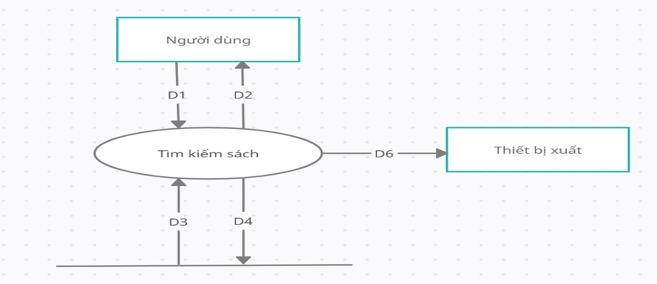 Người dùng
D1
D2
Tìm kiếm sách
D6
Thiết bị xuất
D3
D4